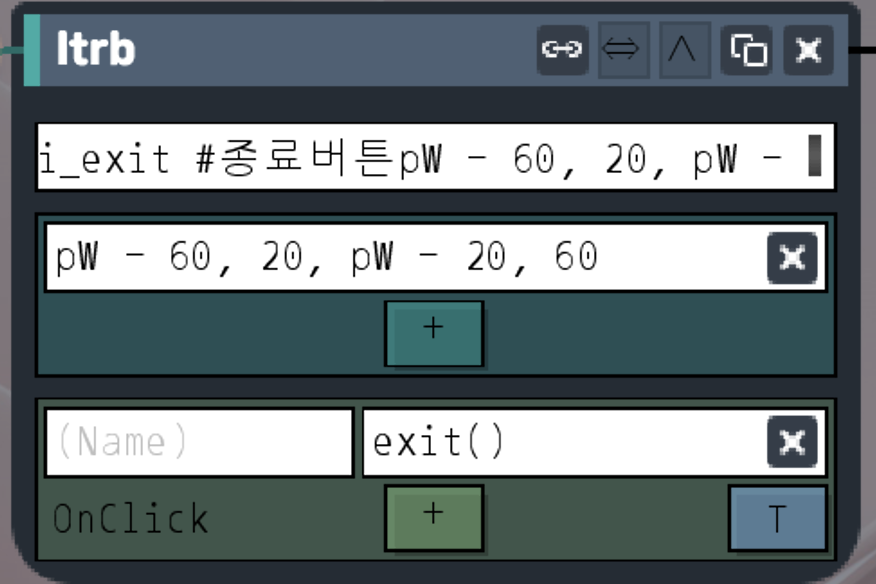 ltrb
i_exit #종료버튼pW - 60, 20, pW -
pW - 60, 20, pW - 20, 60
+
(Name) exit()
OnClick + T